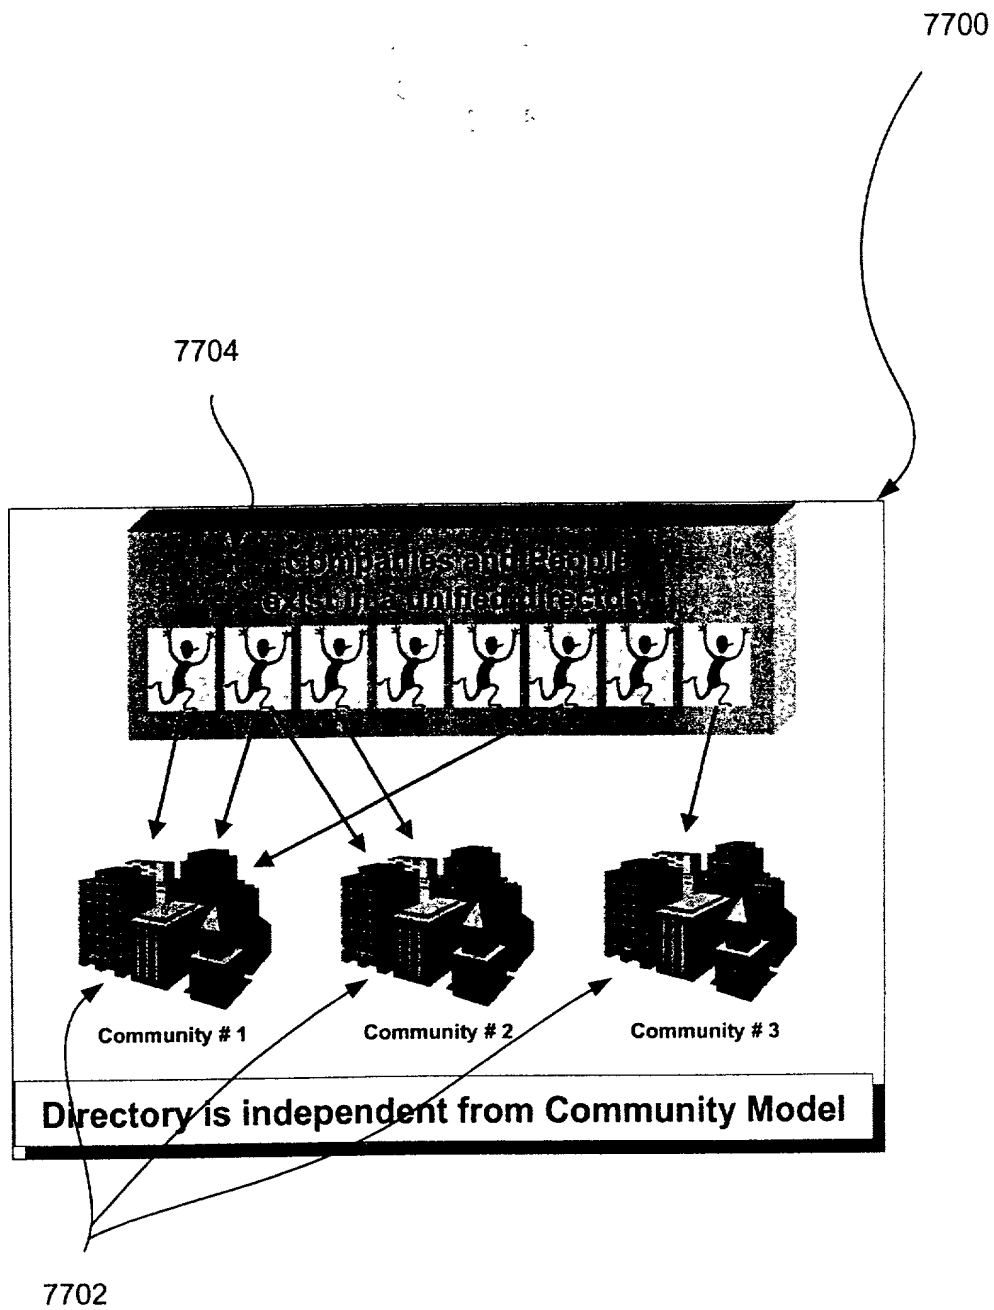 7700
7704
Companies and People
exist in a unified directory
Community # 1
Community # 2
Community # 3
Directory is independent from Community Model
7702